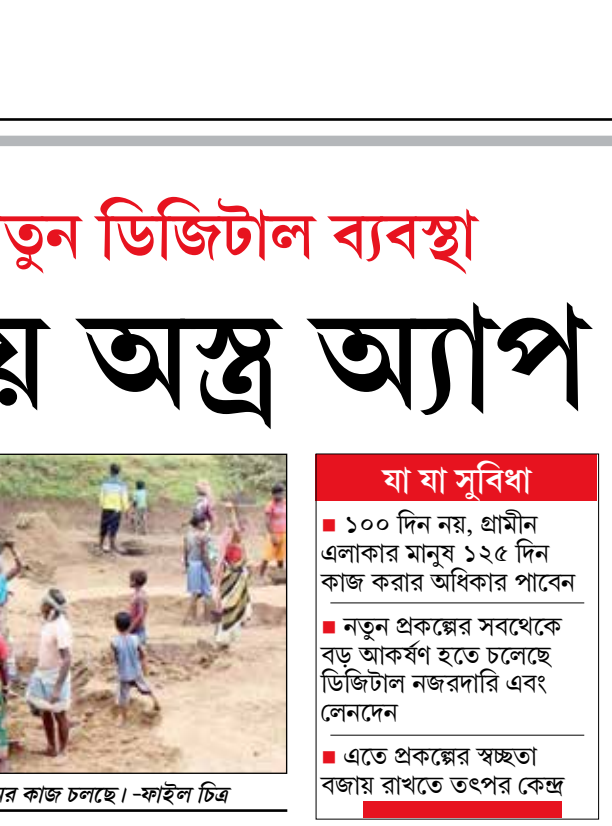 তুন ডিজিটাল ব্যবস্থা
য় অস্ত্র অ্যাপ
যা যা সুবিধা
১০০ দিন নয়, গ্রামীন
এলাকার মানুষ ১২৫ দিন
কাজ করার অধিকার পাবেন
নতুন প্রকল্পের সবথেকে
বড় আকর্ষণ হতে চলেছে
ডিজিটাল নজরদারি এবং
লেনদেন
এতে প্রকল্পের স্বচ্ছতা
বজায় রাখতে তৎপর কেন্দ্র
কাজ চলছে। -ফাইল চিত্র